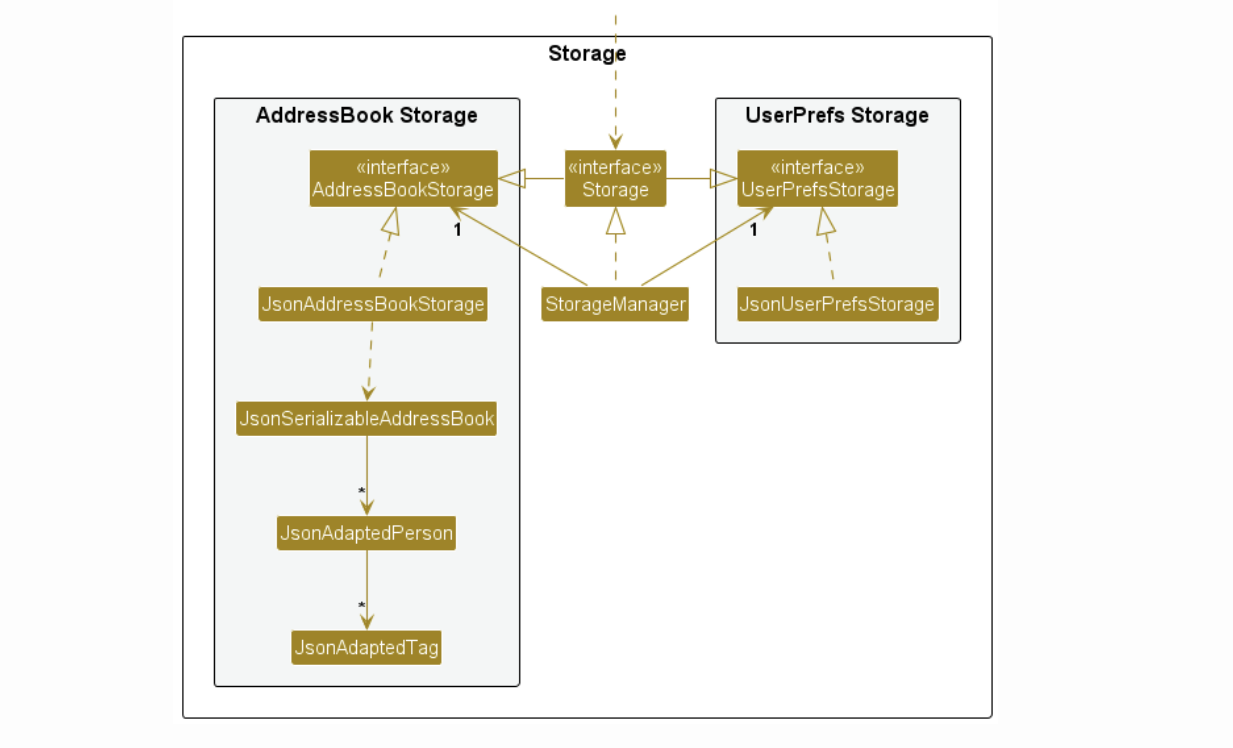 Storage
AddressBook Storage
UserPrefs Storage
«interface»
AddressBookStorage
«interface»
Storage
«interface»
UserPrefsStorage
1
1
JsonAddressBookStorage
StorageManager
JsonUserPrefsStorage
JsonSerializableAddressBook
*
JsonAdaptedPerson
*
JsonAdaptedTag